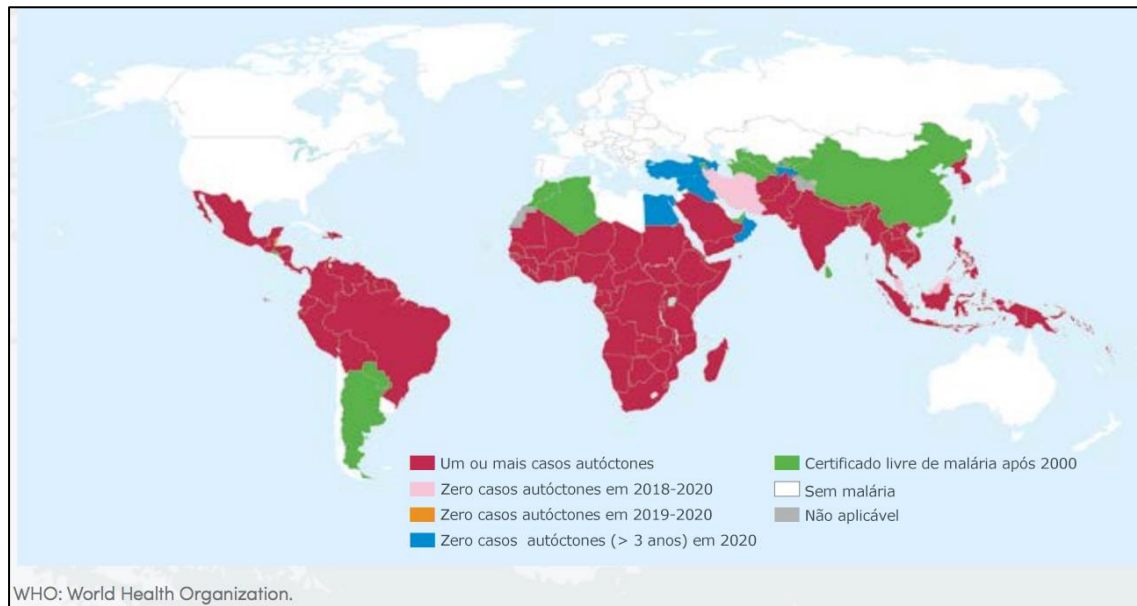 Um ou mais casos autóctones
Zero casos autóctones em 2018-2020
Zero casos autóctones em 2019-2020
Zero casos autóctones (> 3 anos) em 2020
Certificado livre de malária após 2000
Sem malária
Não aplicável
WHO: World Health Organization.